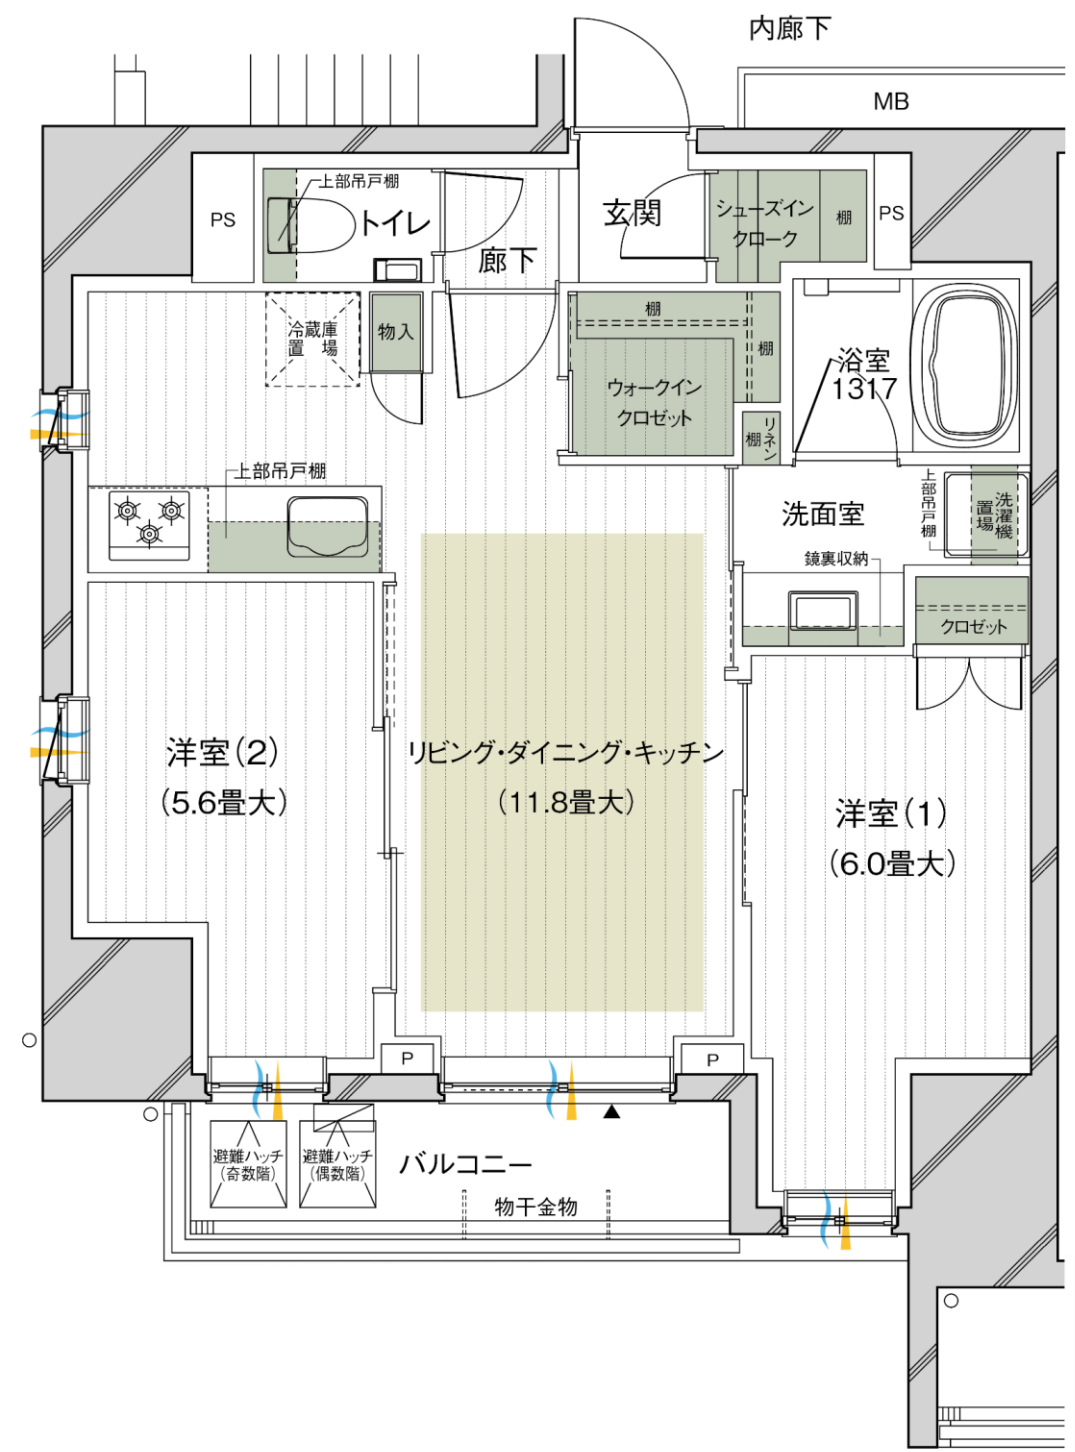 内廊下
MB
上部吊戸棚
PS
トイレ
玄関
シューズイン
クローク
棚
PS
廊下
冷蔵庫
置場
物入
棚
棚
浴室
1317
ウォークイン
クロゼット
リネン
棚
上部吊戸棚
洗面室
上部吊戸棚
洗濯機
置場
鏡裏収納
クロゼット
洋室(2)
(5.6畳大)
リビング・ダイニング・キッチン
(11.8畳大)
洋室(1)
(6.0畳大)
P
P
避難ハッチ
(奇数階)
避難ハッチ
(偶数階)
バルコニー
物干金物